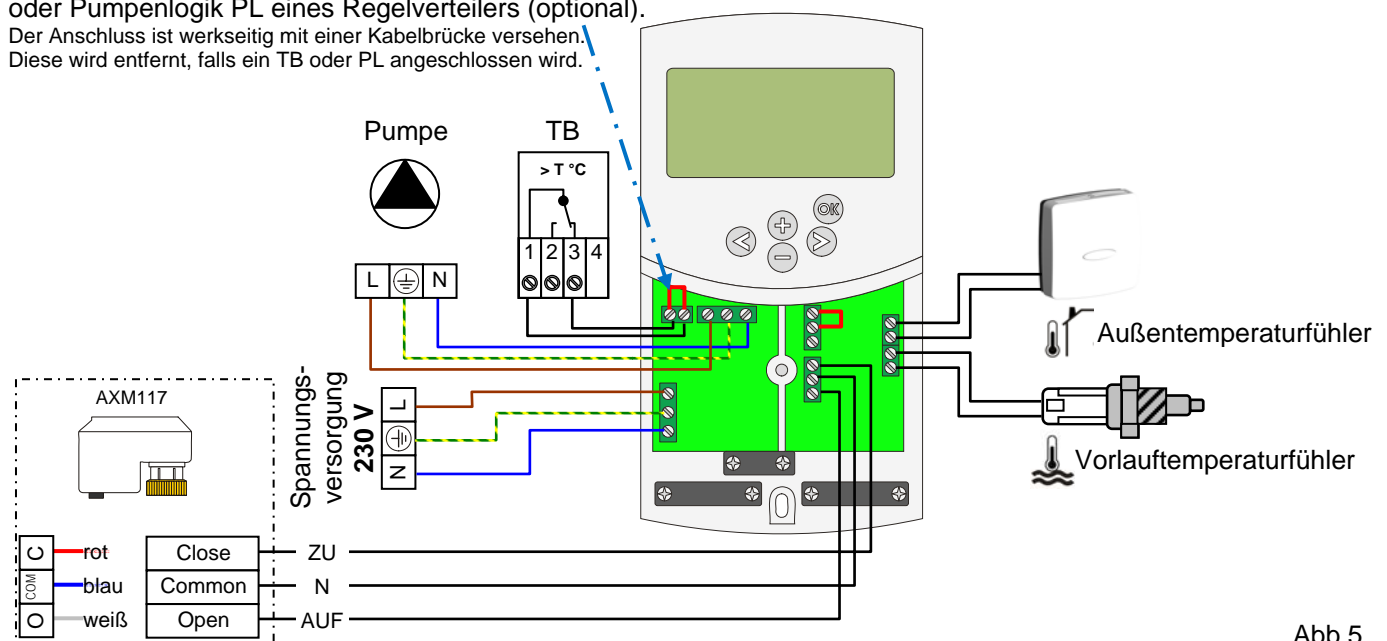 oder Pumpenlogik PL eines Regelverteilers (optional).
Der Anschluss ist werkseitig mit einer Kabelbrücke versehen.
Diese wird entfernt, falls ein TB oder PL angeschlossen wird.
Pumpe
TB
> T °C
1 2 3 4
OK
L N
Außentemperaturfühler
Spannungs-
versorgung
230 V
L
N
AXM117
Vorlauftemperaturfühler
C rot Close ZU
COM blau Common N
O weiß Open AUF
Abb 5